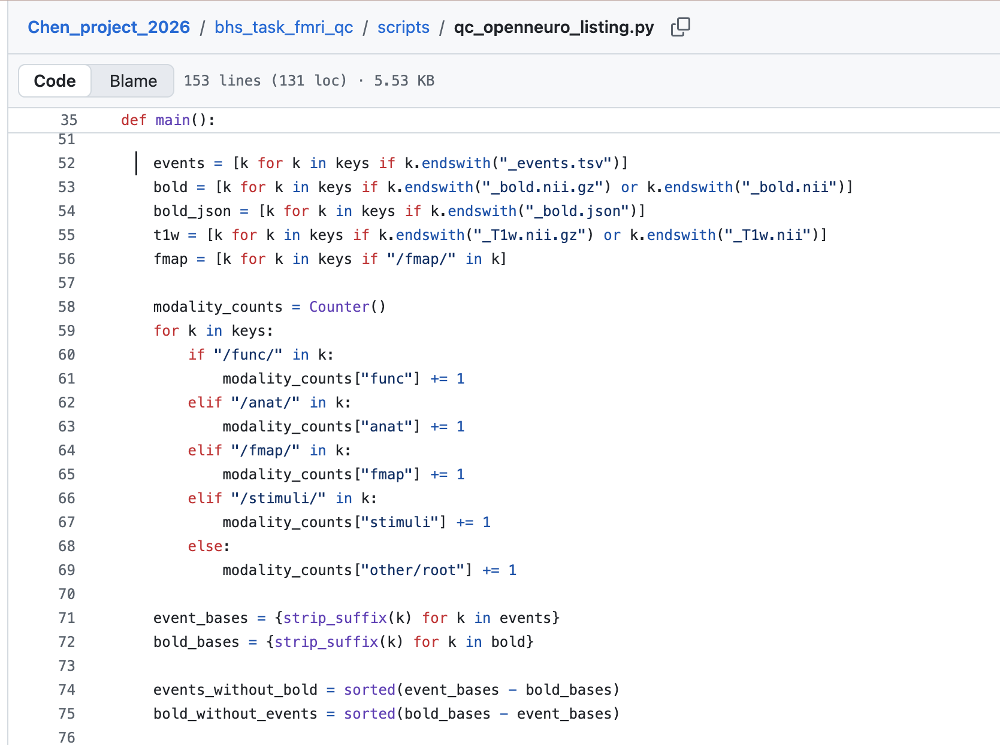 Chen_project_2026 / bhs_task_fmri_qc / scripts / qc_openneuro_listing.py
Code Blame 153 lines (131 loc) · 5.53 KB
35 def main():
51
52 events = [k for k in keys if k.endswith("_events.tsv")]
53 bold = [k for k in keys if k.endswith("_bold.nii.gz") or k.endswith("_bold.nii")]
54 bold_json = [k for k in keys if k.endswith("_bold.json")]
55 t1w = [k for k in keys if k.endswith("_T1w.nii.gz") or k.endswith("_T1w.nii")]
56 fmap = [k for k in keys if "/fmap/" in k]
57
58 modality_counts = Counter()
59 for k in keys:
60 if "/func/" in k:
61 modality_counts["func"] += 1
62 elif "/anat/" in k:
63 modality_counts["anat"] += 1
64 elif "/fmap/" in k:
65 modality_counts["fmap"] += 1
66 elif "/stimuli/" in k:
67 modality_counts["stimuli"] += 1
68 else:
69 modality_counts["other/root"] += 1
70
71 event_bases = {strip_suffix(k) for k in events}
72 bold_bases = {strip_suffix(k) for k in bold}
73
74 events_without_bold = sorted(event_bases - bold_bases)
75 bold_without_events = sorted(bold_bases - event_bases)
76